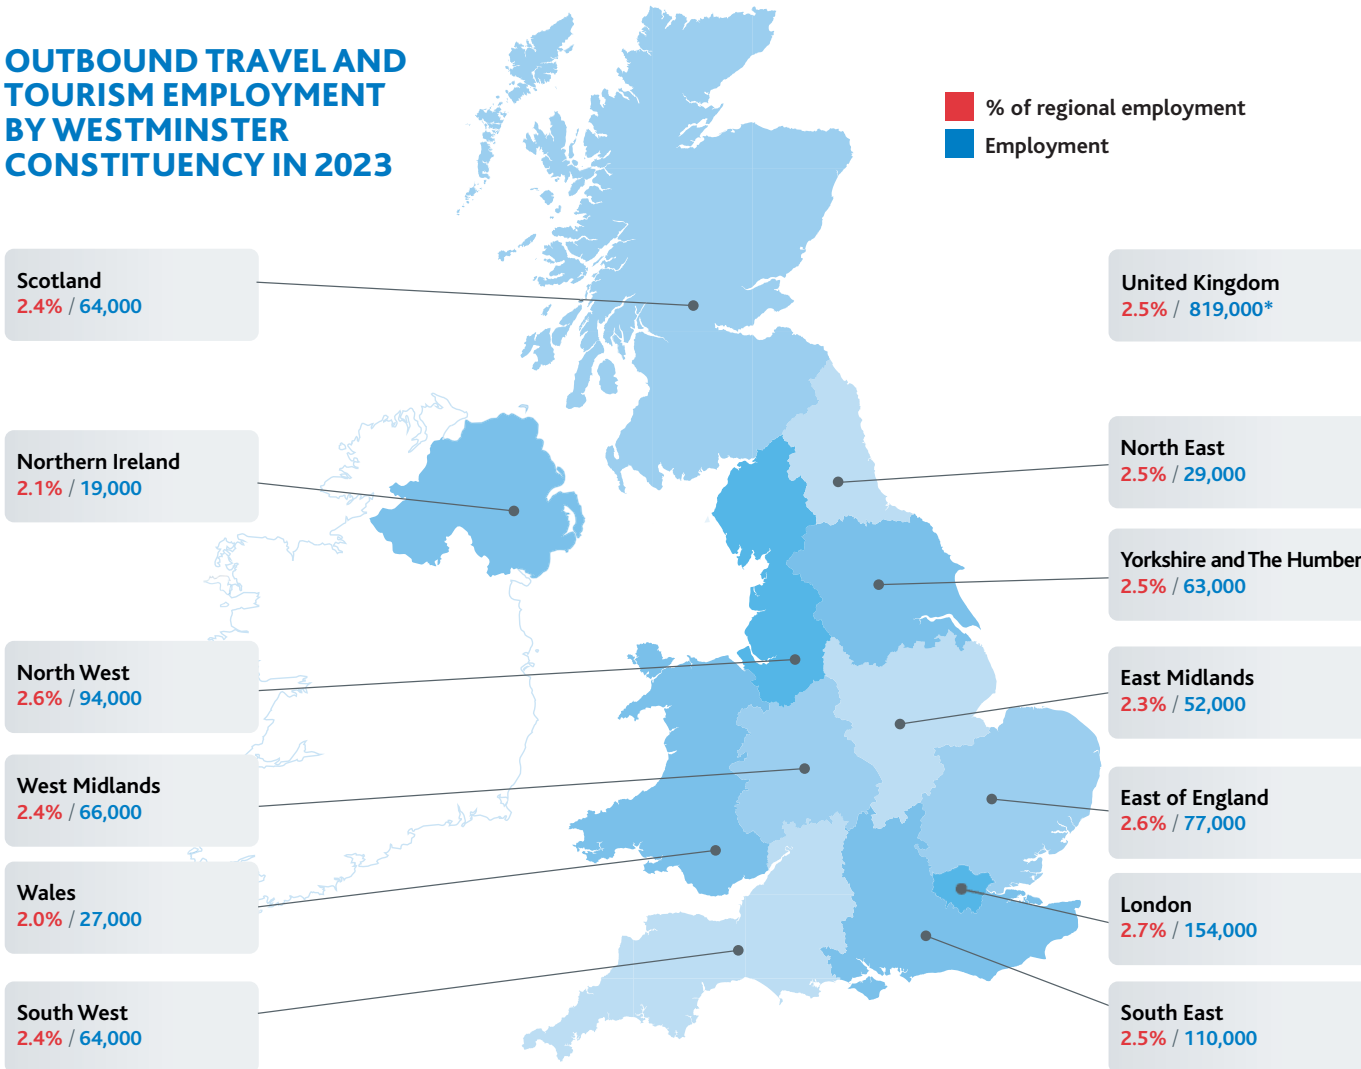 OUTBOUND TRAVEL AND
TOURISM EMPLOYMENT
BY WESTMINSTER
CONSTITUENCY IN 2023
% of regional employment
Employment
Scotland
2.4% / 64,000
Northern Ireland
2.1% / 19,000
North West
2.6% / 94,000
West Midlands
2.4% / 66,000
Wales
2.0% / 27,000
South West
2.4% / 64,000
United Kingdom
2.5% / 819,000*
North East
2.5% / 29,000
Yorkshire and The Humber
2.5% / 63,000
East Midlands
2.3% / 52,000
East of England
2.6% / 77,000
London
2.7% / 154,000
South East
2.5% / 110,000